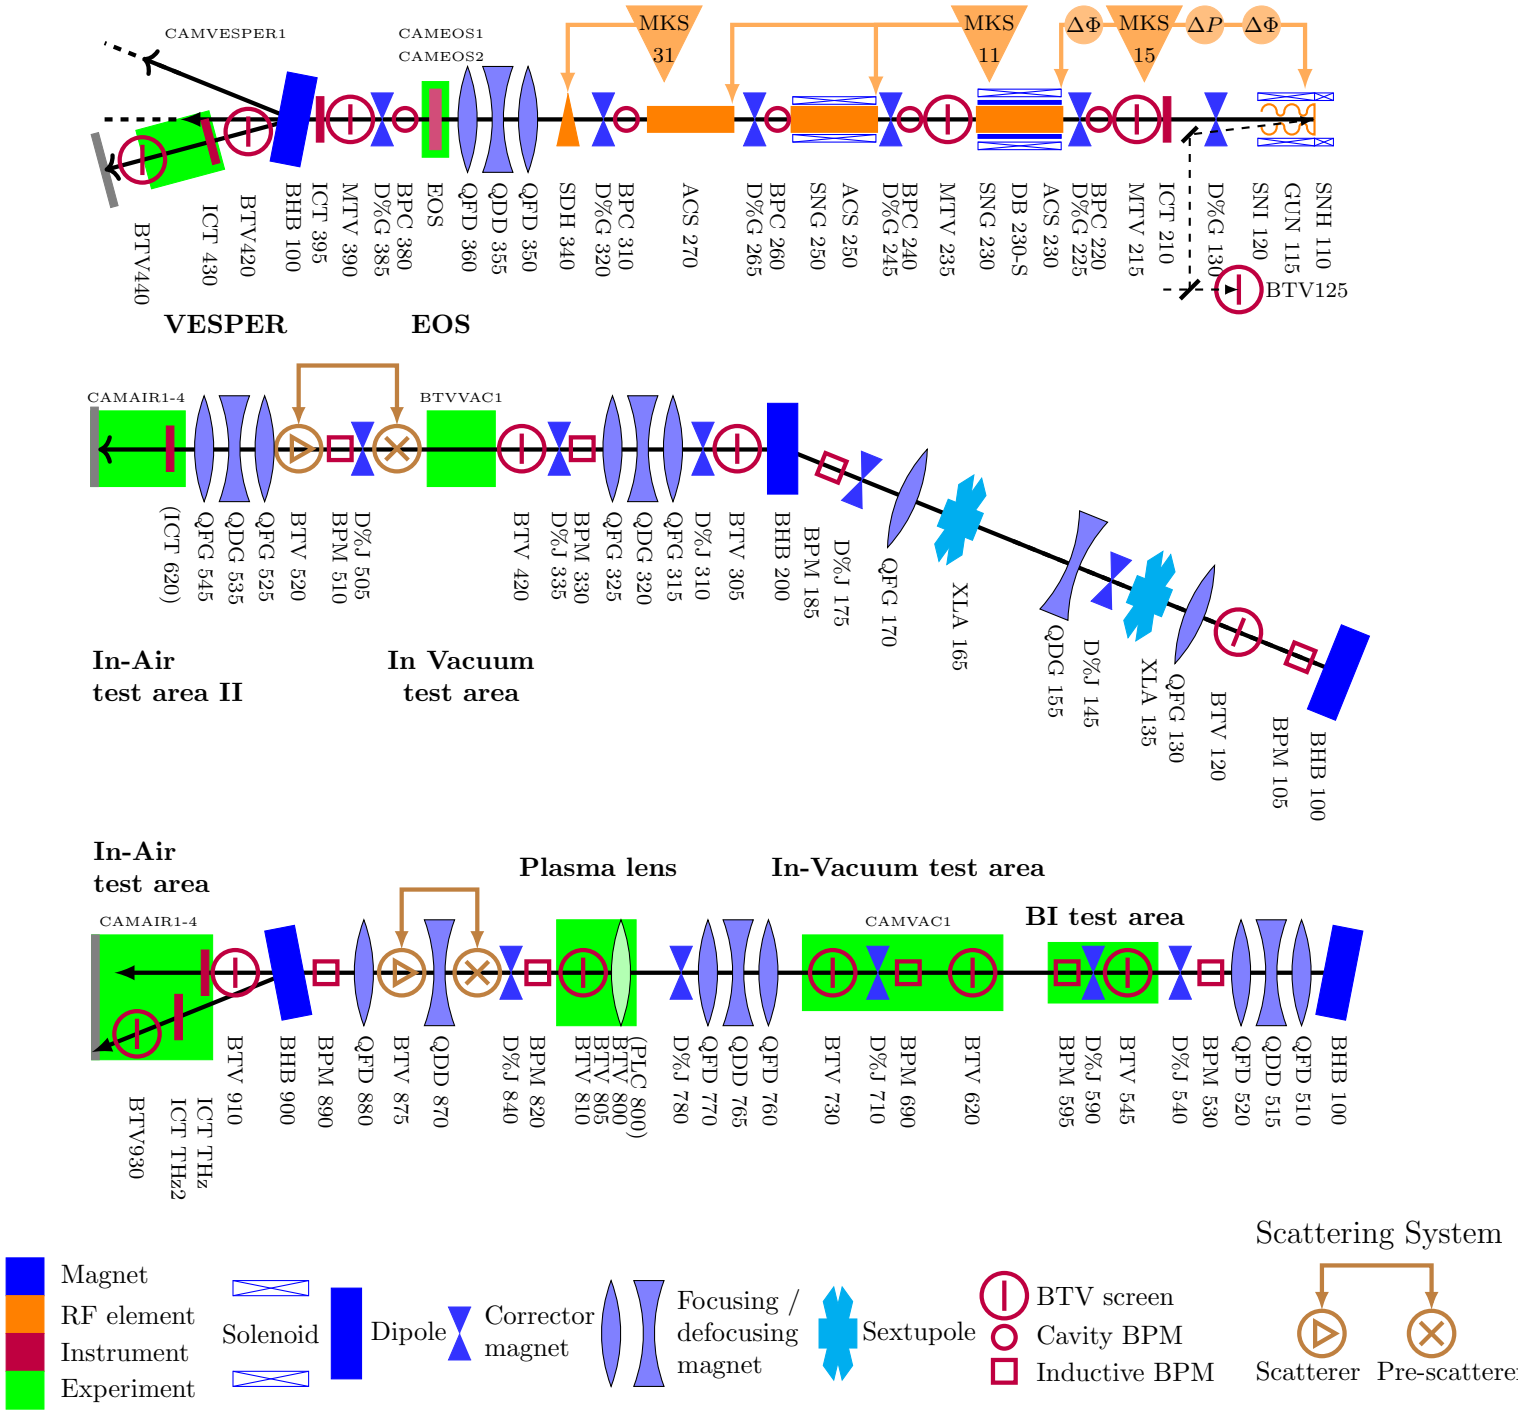 CAMVESPER1
CAMEOS1
CAMEOS2
MKS
31
MKS
11
ΔΦ
MKS
15
ΔP
ΔΦ
BTV440
ICT 430
BTV420
BHB 100
ICT 395
MTV 390
D%G 385
BPC 380
EOS
QFD 360
QDD 355
QFD 350
SDH 340
D%G 320
BPC 310
ACS 270
D%G 265
BPC 260
SNG 250
ACS 250
D%G 245
BPC 240
MTV 235
SNG 230
DB 230-S
ACS 230
D%G 225
BPC 220
MTV 215
ICT 210
D%G 130
SNI 120
GUN 115
SNH 110
BTV125
VESPER
EOS
CAMAIR1-4
BTVVAC1
(ICT 620)
QFG 545
QDG 535
QFG 525
BTV 520
BPM 510
D%J 505
BTV 420
D%J 335
BPM 330
QFG 325
QDG 320
QFG 315
D%J 310
BTV 305
BHB 200
BPM 185
D%J 175
QFG 170
XLA 165
QDG 155
D%J 145
XLA 135
QFG 130
BTV 120
BPM 105
BHB 100
In-Air
test area II
In Vacuum
test area
In-Air
test area
Plasma lens
In-Vacuum test area
BI test area
CAMAIR1-4
CAMVAC1
BTV930
ICT THz2
ICT THz
BTV 910
BHB 900
BPM 890
QFD 880
BTV 875
QDD 870
D%J 840
BPM 820
BTV 810
BTV 805
BTV 800
(PLC 800)
D%J 780
QFD 770
QDD 765
QFD 760
BTV 730
D%J 710
BPM 690
BTV 620
BPM 595
D%J 590
BTV 545
D%J 540
BPM 530
QFD 520
QDD 515
QFD 510
BHB 100
Magnet
RF element
Instrument
Experiment
Solenoid
Dipole
Corrector
magnet
Focusing /
defocusing
magnet
Sextupole
BTV screen
Cavity BPM
Inductive BPM
Scattering System
Scatterer
Pre-scatterer